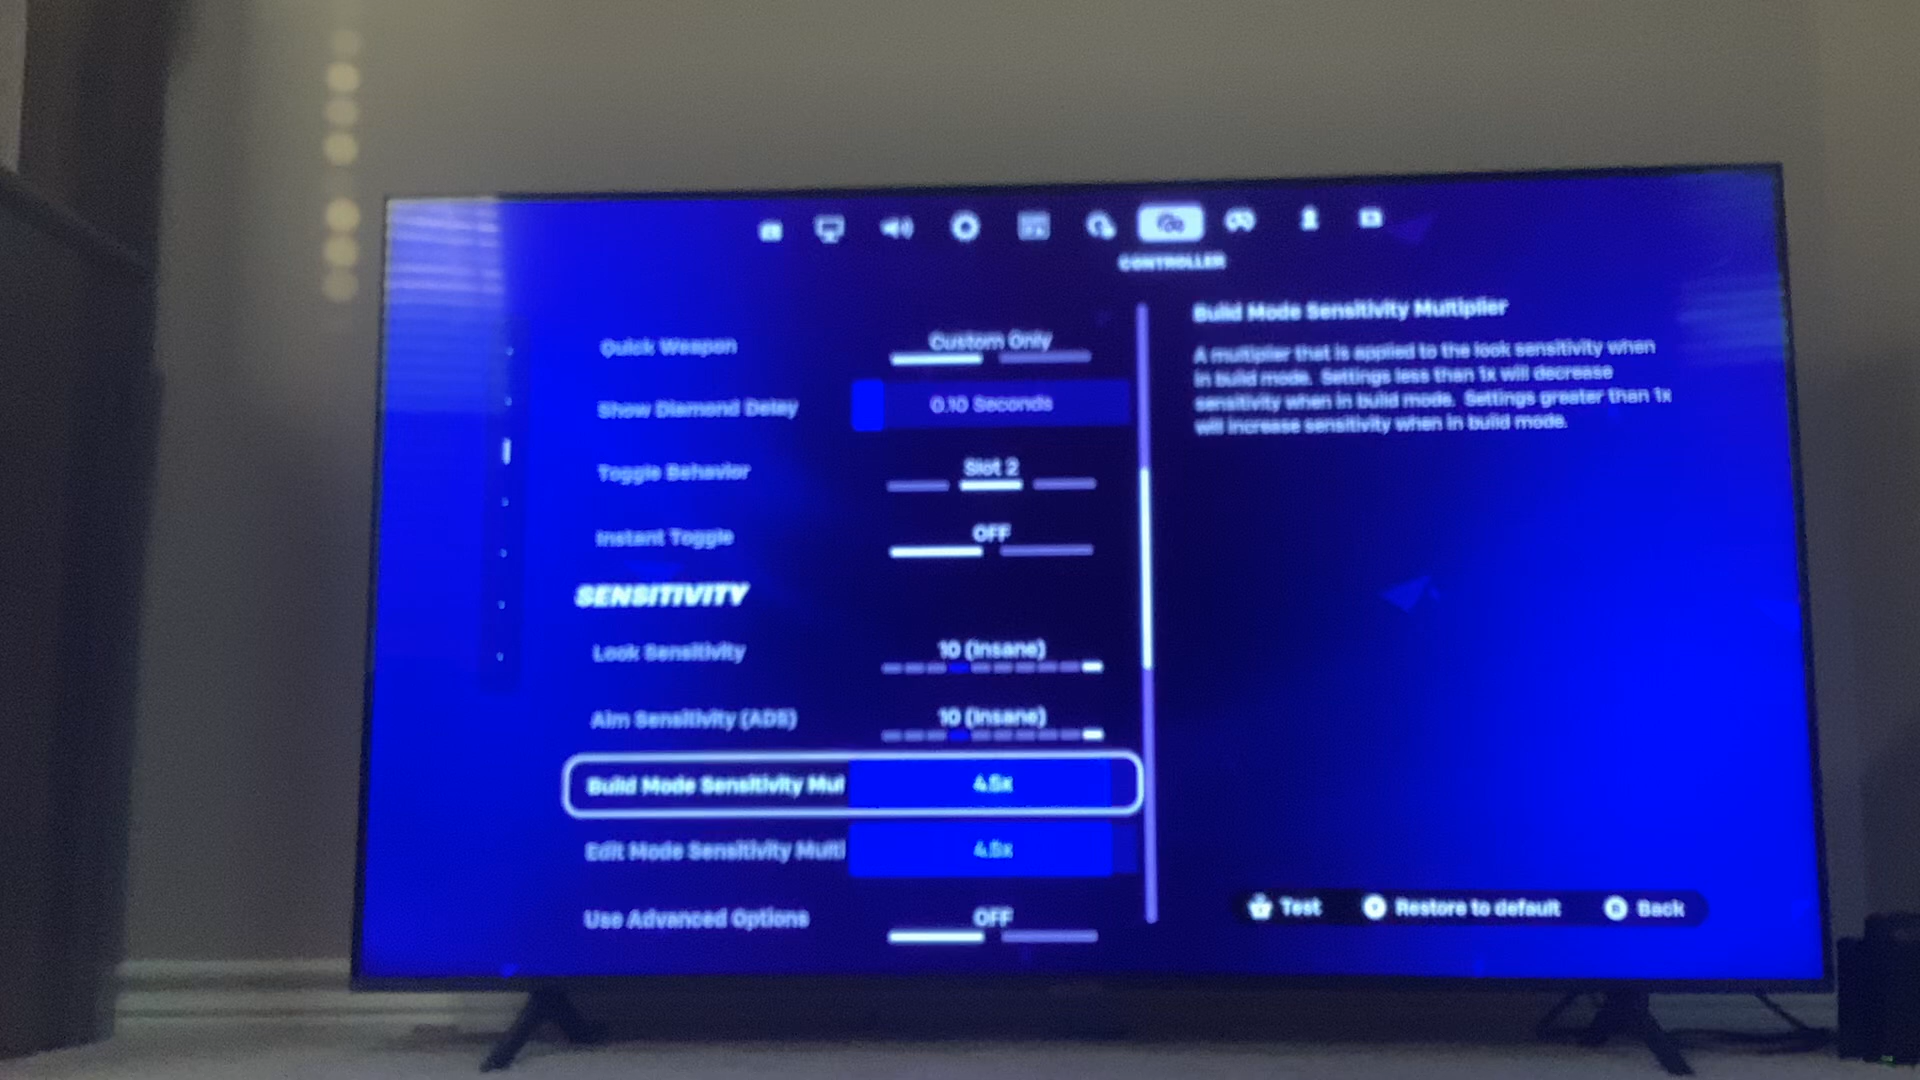 CONTROLLER
Quick Weapon
Custom Only
Show Diamond Delay
0.10 Seconds
Toggle Behavior
Slot 2
Instant Toggle
OFF
SENSITIVITY
Look Sensitivity
10 (Insane)
Aim Sensitivity (ADS)
10 (Insane)
Build Mode Sensitivity Mul
4.5x
Edit Mode Sensitivity Multi
4.5x
Use Advanced Options
OFF
Build Mode Sensitivity Multiplier
A multiplier that is applied to the look sensitivity when
in build mode. Settings less than 1x will decrease
sensitivity when in build mode. Settings greater than 1x
will increase sensitivity when in build mode.
Test
Restore to default
Back